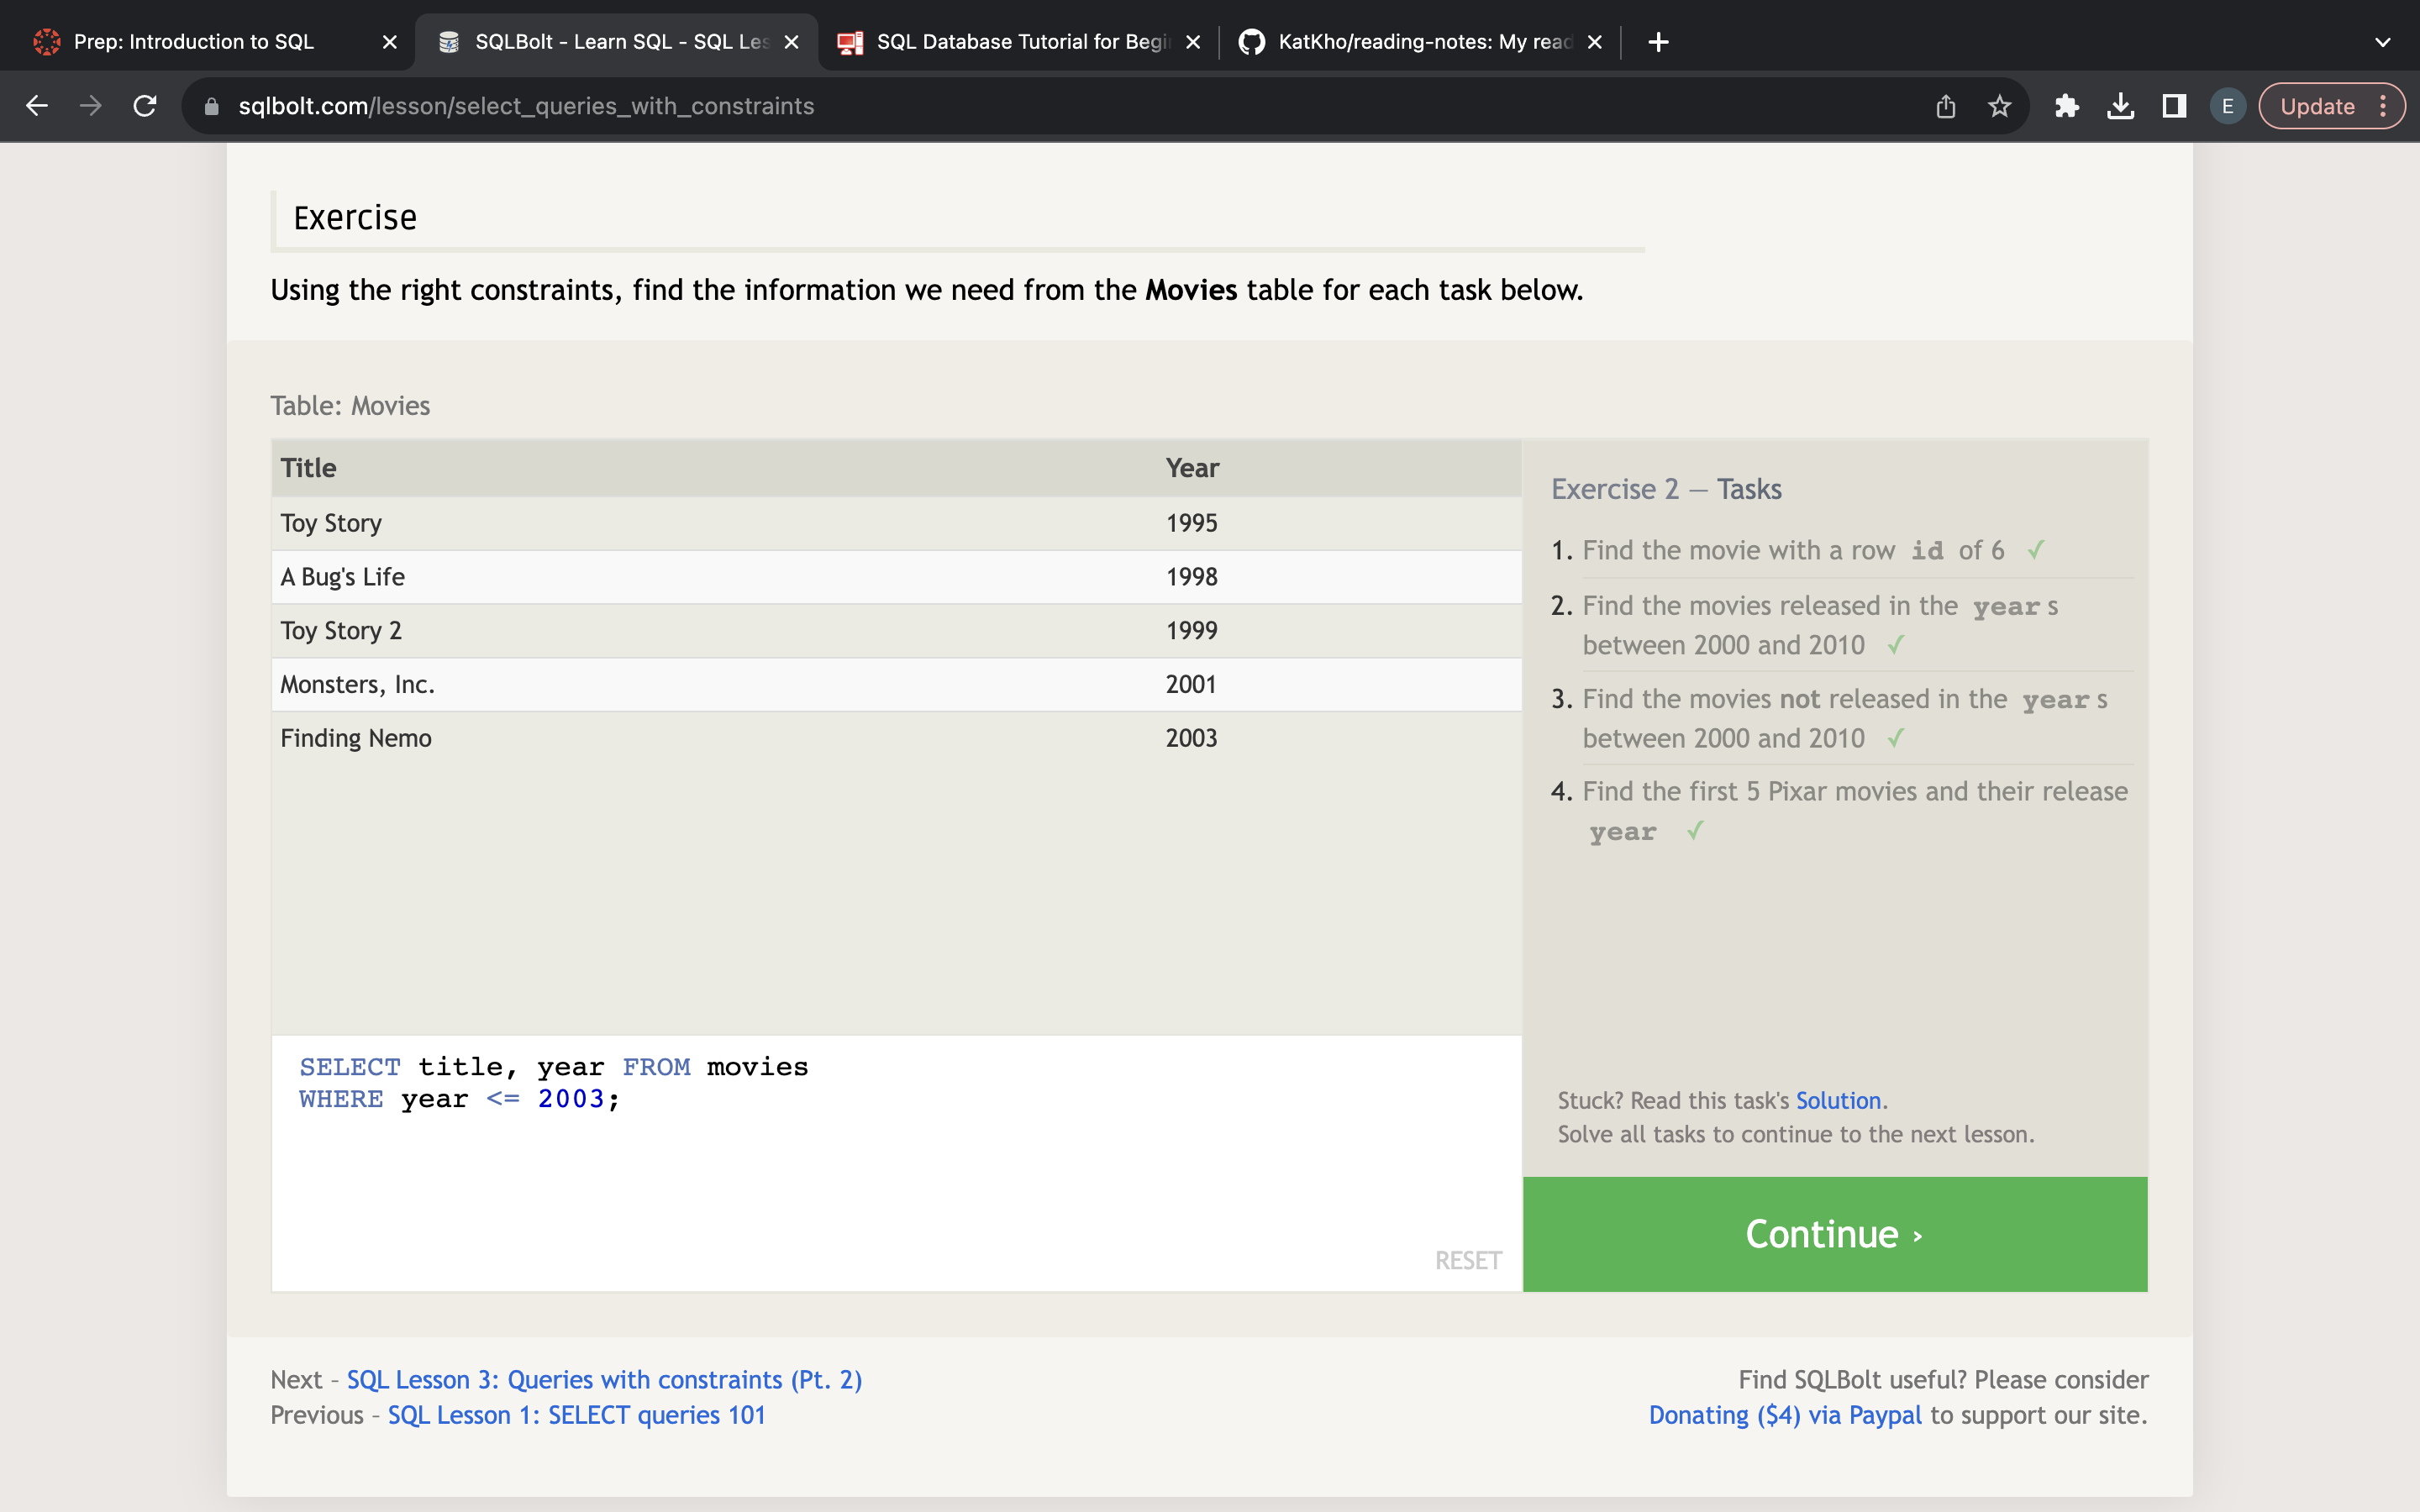 Prep: Introduction to SQL
SQLBolt - Learn SQL - SQL Les
SQL Database Tutorial for Begi
KatKho/reading-notes: My read
sqlbolt.com/lesson/select_queries_with_constraints
E
Update
Exercise
Using the right constraints, find the information we need from the Movies table for each task below.
Table: Movies
Title Year
Toy Story 1995
A Bug's Life 1998
Toy Story 2 1999
Monsters, Inc. 2001
Finding Nemo 2003
SELECT title, year FROM movies
WHERE year <= 2003;
RESET
Exercise 2 — Tasks
1. Find the movie with a row id of 6 ✓
2. Find the movies released in the year s
between 2000 and 2010 ✓
3. Find the movies not released in the year s
between 2000 and 2010 ✓
4. Find the first 5 Pixar movies and their release
year ✓
Stuck? Read this task's Solution.
Solve all tasks to continue to the next lesson.
Continue ›
Next – SQL Lesson 3: Queries with constraints (Pt. 2)
Previous – SQL Lesson 1: SELECT queries 101
Find SQLBolt useful? Please consider
Donating ($4) via Paypal to support our site.